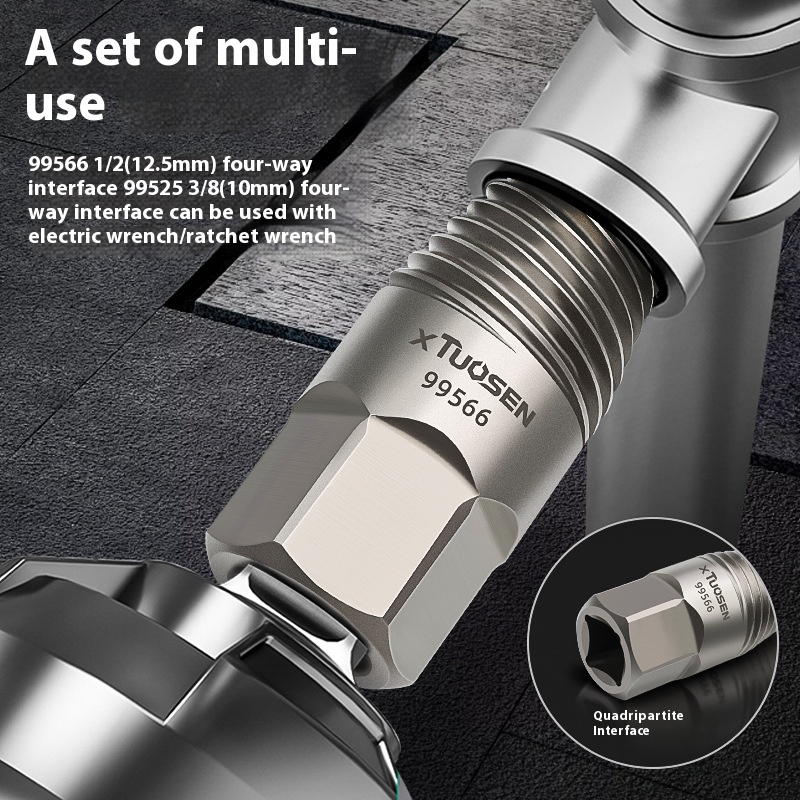 A set of multi-
use
99566 1/2(12.5mm) four-way
interface 99525 3/8(10mm) four-
way interface can be used with
electric wrench/ratchet wrench
xTUOSEN
99566
xTUOSEN
99566
Quadripartite
Interface